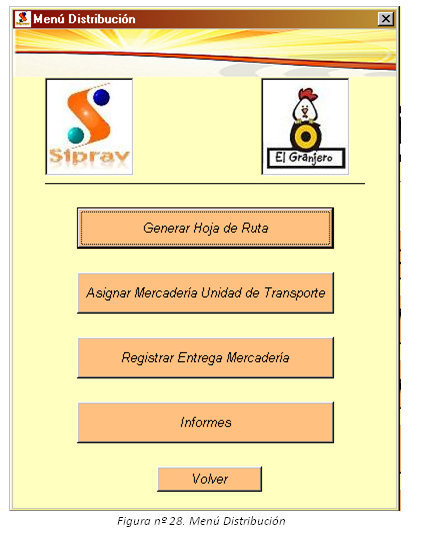 Menú Distribución
Siprav
El Granjero
Generar Hoja de Ruta
Asignar Mercadería Unidad de Transporte
Registrar Entrega Mercadería
Informes
Volver
Figura nº 28. Menú Distribución